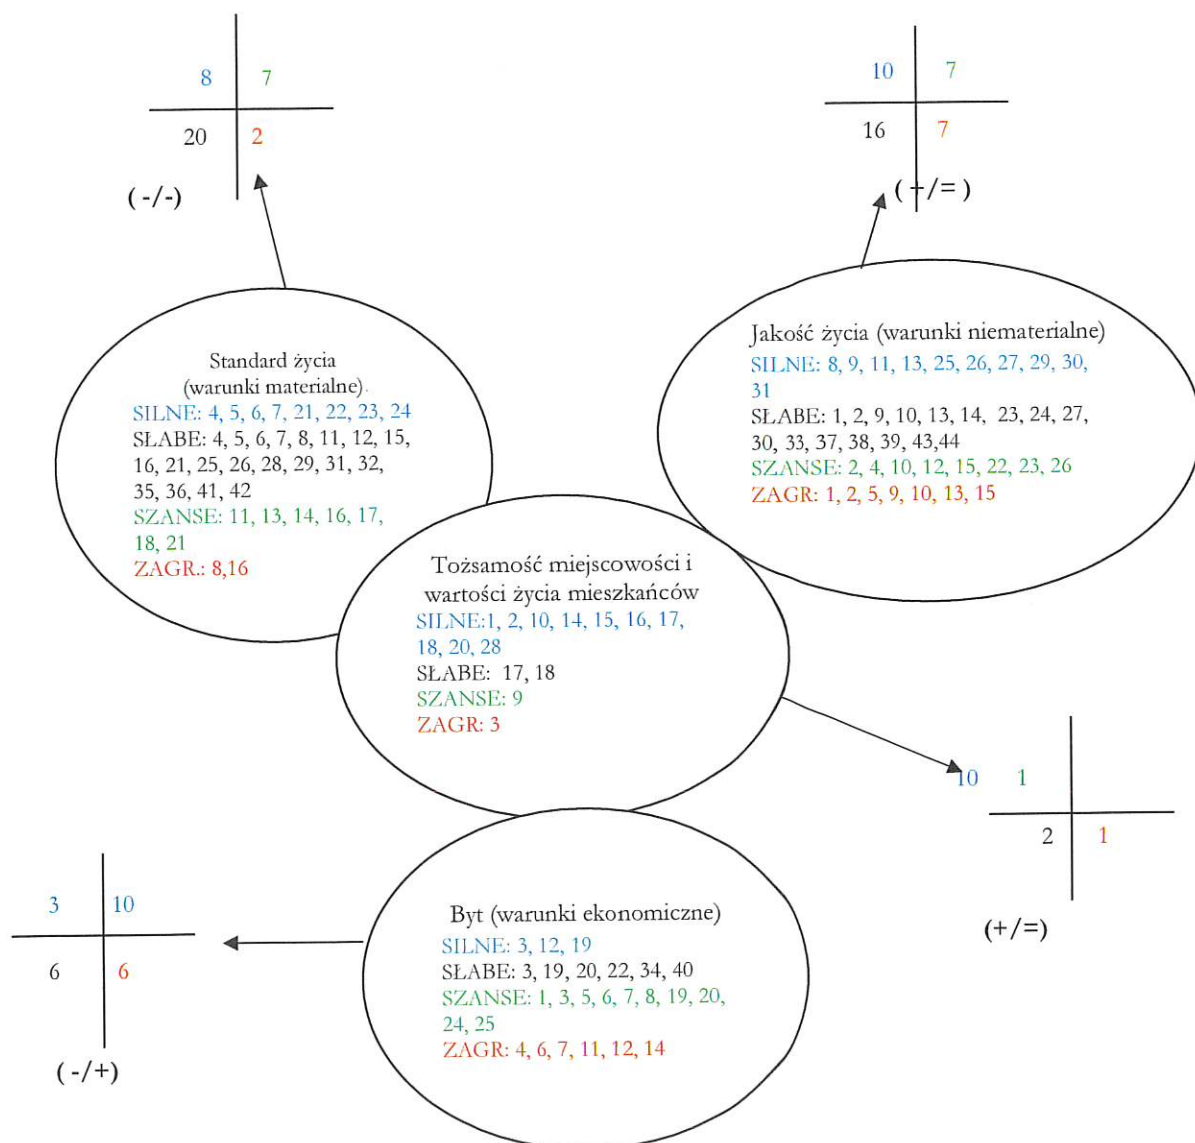 8 7
20 2
( -/-)
10 7
16 7
( +/= )
Standard życia
(warunki materialne).
SILNE: 4, 5, 6, 7, 21, 22, 23, 24
SŁABE: 4, 5, 6, 7, 8, 11, 12, 15,
16, 21, 25, 26, 28, 29, 31, 32,
35, 36, 41, 42
SZANSE: 11, 13, 14, 16, 17,
18, 21
ZAGR.: 8,16
Jakość życia (warunki niematerialne)
SILNE: 8, 9, 11, 13, 25, 26, 27, 29, 30,
31
SŁABE: 1, 2, 9, 10, 13, 14, 23, 24, 27,
30, 33, 37, 38, 39, 43,44
SZANSE: 2, 4, 10, 12, 15, 22, 23, 26
ZAGR: 1, 2, 5, 9, 10, 13, 15
Tożsamość miejscowości i
wartości życia mieszkańców
SILNE:1, 2, 10, 14, 15, 16, 17,
18, 20, 28
SŁABE: 17, 18
SZANSE: 9
ZAGR: 3
10 1
2 1
(+/=)
Byt (warunki ekonomiczne)
SILNE: 3, 12, 19
SŁABE: 3, 19, 20, 22, 34, 40
SZANSE: 1, 3, 5, 6, 7, 8, 19, 20,
24, 25
ZAGR: 4, 6, 7, 11, 12, 14
3 10
6 6
( -/+)